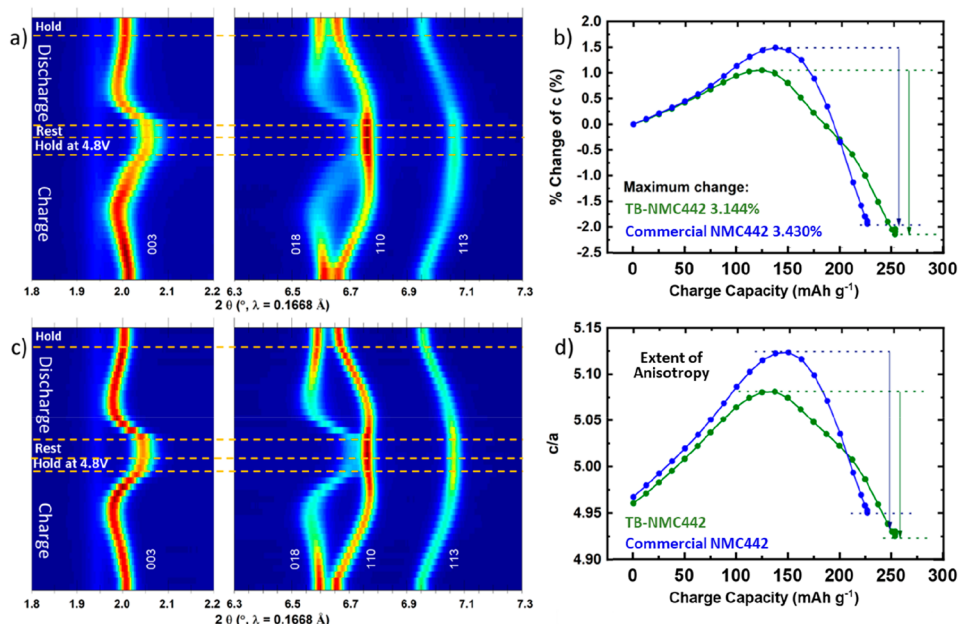 a)
Hold
Discharge
Rest
Hold at 4.8V
Charge
003
018
110
113
1.8 1.9 2.0 2.1 2.2 6.3 6.5 6.7 6.9 7.1 7.3
2 θ (°, λ = 0.1668 Å)
b)
% Change of c (%)
1.5
1.0
0.5
0.0
-0.5
-1.0
-1.5
-2.0
-2.5
Maximum change:
TB-NMC442 3.144%
Commercial NMC442 3.430%
0 50 100 150 200 250 300
Charge Capacity (mAh g-1)
c)
Hold
Discharge
Rest
Hold at 4.8V
Charge
003
018
110
113
1.8 1.9 2.0 2.1 2.2 6.3 6.5 6.7 6.9 7.1 7.3
2 θ (°, λ = 0.1668 Å)
d)
c/a
5.15
5.10
5.05
5.00
4.95
4.90
Extent of
Anisotropy
TB-NMC442
Commercial NMC442
0 50 100 150 200 250 300
Charge Capacity (mAh g-1)